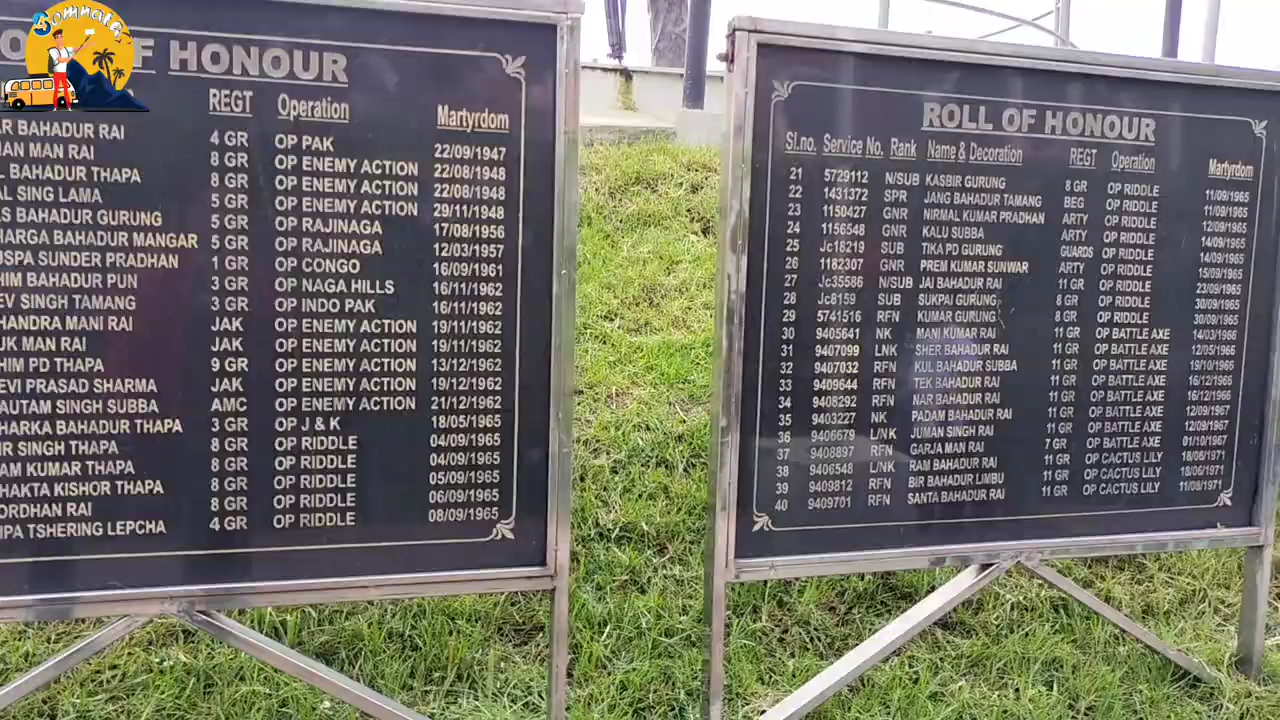 Somnath
OF HONOUR
REGT Operation Martyrdom
AR BAHADUR RAI 4 GR OP PAK 22/09/1947
MAN RAI 8 GR OP ENEMY ACTION 22/08/1948
L BAHADUR THAPA 8 GR OP ENEMY ACTION 22/08/1948
AL SING LAMA 5 GR OP ENEMY ACTION 29/11/1948
AS BAHADUR GURUNG 5 GR OP RAJINAGA 17/08/1956
HARGA BAHADUR MANGAR 5 GR OP RAJINAGA 12/03/1957
USPA SUNDER PRADHAN 1 GR OP CONGO 16/09/1961
HIM BAHADUR PUN 3 GR OP NAGA HILLS 16/11/1962
EV SINGH TAMANG 3 GR OP INDO PAK 16/11/1962
HANDRA MANI RAI JAK OP ENEMY ACTION 19/11/1962
UK MAN RAI JAK OP ENEMY ACTION 19/11/1962
HIM PD THAPA 9 GR OP ENEMY ACTION 13/12/1962
EVI PRASAD SHARMA JAK OP ENEMY ACTION 19/12/1962
AUTAM SINGH SUBBA AMC OP ENEMY ACTION 21/12/1962
HARKA BAHADUR THAPA 3 GR OP J & K 18/05/1965
IR SINGH THAPA 8 GR OP RIDDLE 04/09/1965
AM KUMAR THAPA 8 GR OP RIDDLE 04/09/1965
HAKTA KISHOR THAPA 8 GR OP RIDDLE 05/09/1965
ORDHAN RAI 8 GR OP RIDDLE 06/09/1965
IPA TSHERING LEPCHA 4 GR OP RIDDLE 08/09/1965
ROLL OF HONOUR
Sl.no. Service No. Rank Name & Decoration REGT Operation Martyrdom
21 5729112 N/SUB KASBIR GURUNG 8 GR OP RIDDLE 11/09/1965
22 1431372 SPR JANG BAHADUR TAMANG BEG OP RIDDLE 11/09/1965
23 1150427 GNR NIRMAL KUMAR PRADHAN ARTY OP RIDDLE 12/09/1965
24 1156548 GNR KALU SUBBA ARTY OP RIDDLE 14/09/1965
25 Jc18219 SUB TIKA PD GURUNG GUARDS OP RIDDLE 14/09/1965
26 1182307 GNR PREM KUMAR SUNWAR ARTY OP RIDDLE 15/09/1965
27 Jc35586 N/SUB JAI BAHADUR RAI 11 GR OP RIDDLE 23/09/1965
28 Jc8159 SUB SUKPAI GURUNG 8 GR OP RIDDLE 30/09/1965
29 5741516 RFN KUMAR GURUNG 8 GR OP RIDDLE 30/09/1965
30 9405641 NK MANI KUMAR RAI 11 GR OP BATTLE AXE 14/03/1966
31 9407099 LNK SHER BAHADUR RAI 11 GR OP BATTLE AXE 12/05/1966
32 9407032 RFN KUL BAHADUR SUBBA 11 GR OP BATTLE AXE 19/10/1966
33 9409644 RFN TEK BAHADUR RAI 11 GR OP BATTLE AXE 16/12/1966
34 9408292 RFN NAR BAHADUR RAI 11 GR OP BATTLE AXE 16/12/1966
35 9403227 NK PADAM BAHADUR RAI 11 GR OP BATTLE AXE 12/09/1967
36 9406679 L/NK JUMAN SINGH RAI 11 GR OP BATTLE AXE 12/09/1967
37 9408897 RFN GARJA MAN RAI 7 GR OP BATTLE AXE 01/10/1967
38 9406548 L/NK RAM BAHADUR RAI 11 GR OP CACTUS LILY 18/06/1971
39 9409812 RFN BIR BAHADUR LIMBU 11 GR OP CACTUS LILY 18/06/1971
40 9409701 RFN SANTA BAHADUR RAI 11 GR OP CACTUS LILY 11/08/1971